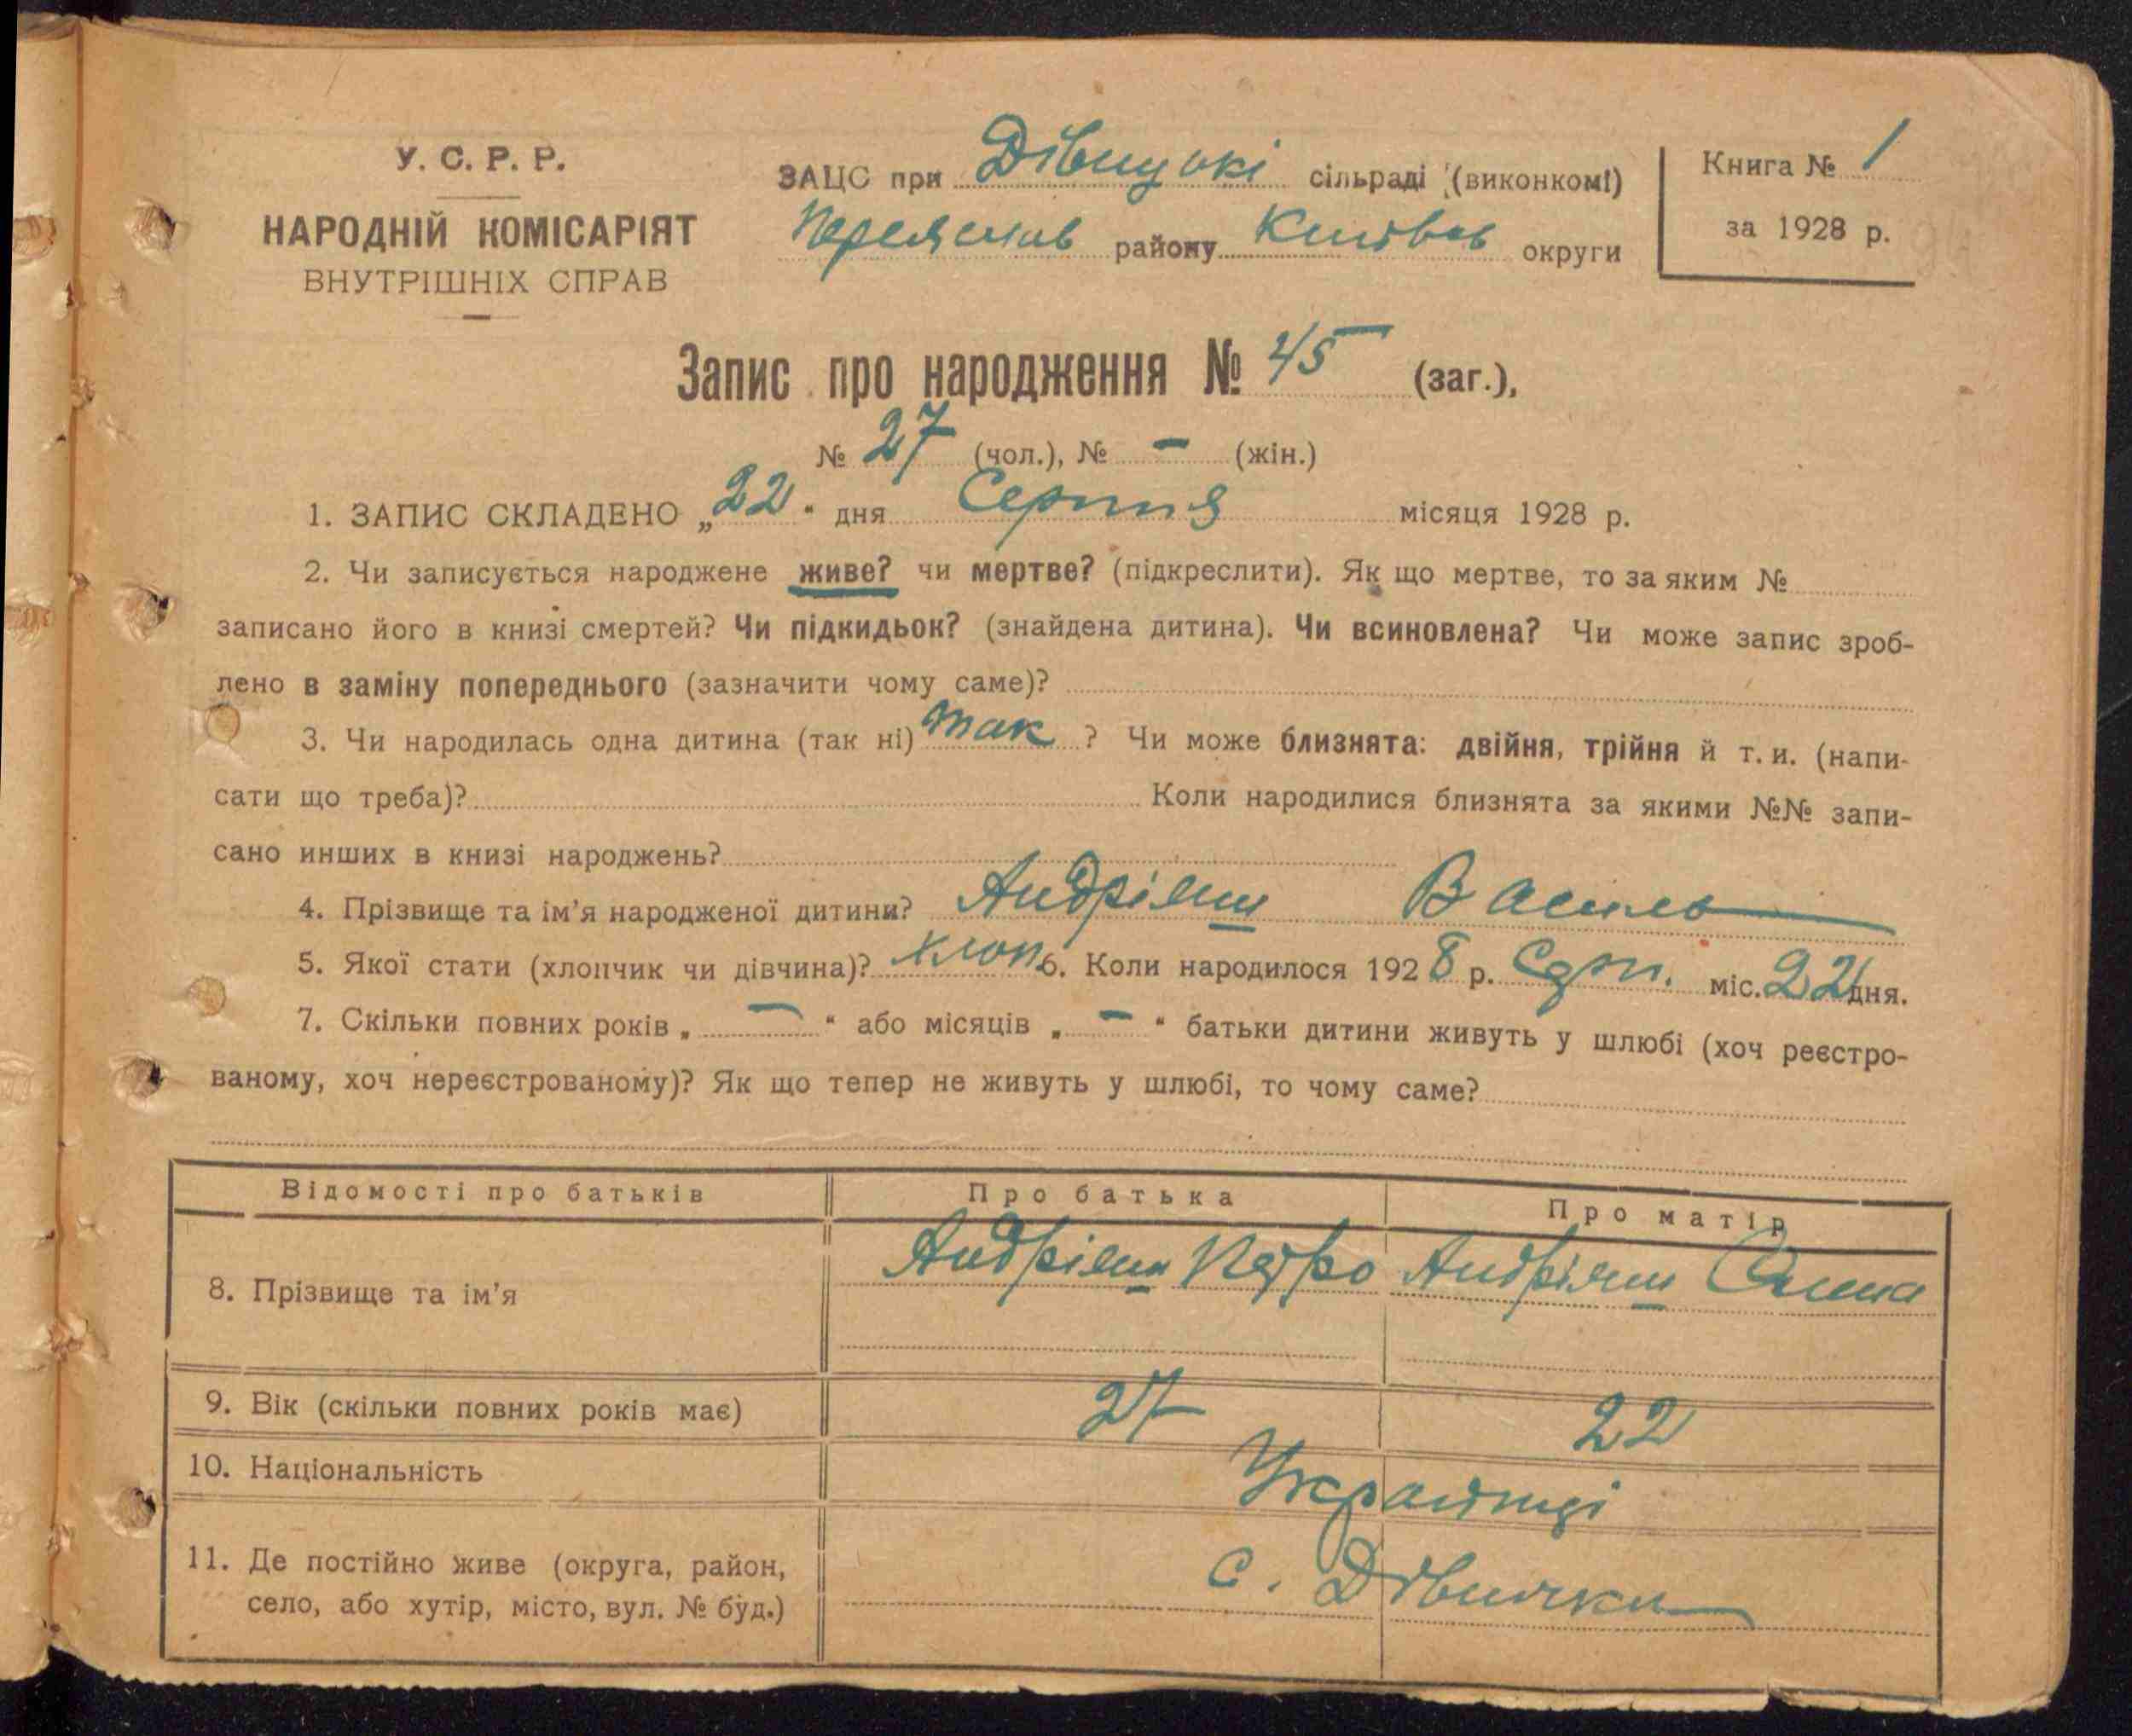 У. С. Р. Р.
НАРОДНІЙ КОМІСАРІЯТ
ВНУТРІШНІХ СПРАВ
ЗАЦС при Дівицькі сільраді (виконкомі)
Переяслав району Київськ округи
Книга № 1
за 1928 р.
Запис про народження № 45 (заг.),
№ 27 (чол.), № — (жін.)
1. ЗАПИС СКЛАДЕНО „22“ дня Серпня місяця 1928 р.
2. Чи записується народжене живе? чи мертве? (підкреслити). Як що мертве, то за яким №
записано його в книзі смертей? Чи підкидьок? (знайдена дитина). Чи всиновлена? Чи може запис зроб-
лено в заміну попереднього (зазначити чому саме)?
3. Чи народилась одна дитина (так ні) так ? Чи може близнята: двійня, трійня й т. и. (напи-
сати що треба)? Коли народилися близнята за якими №№ запи-
сано инших в книзі народжень?
4. Прізвище та ім’я народженої дитини? Андріяш Василь
5. Якої стати (хлопчик чи дівчина)? хлоп. 6. Коли народилося 1928 р. Серп. міс. 22 дня.
7. Скільки повних років „ — “ або місяців „ — “ батьки дитини живуть у шлюбі (хоч реєстро-
ваному, хоч нереєстрованому)? Як що тепер не живуть у шлюбі, то чому саме?
Відомості про батьків
Про батька
Про матір
8. Прізвище та ім’я
Андріяш Петро
Андріяш Ганна
9. Вік (скільки повних років має)
27
22
10. Національність
Українці
11. Де постійно живе (округа, район,
село, або хутір, місто, вул. № буд.)
с. Дівички